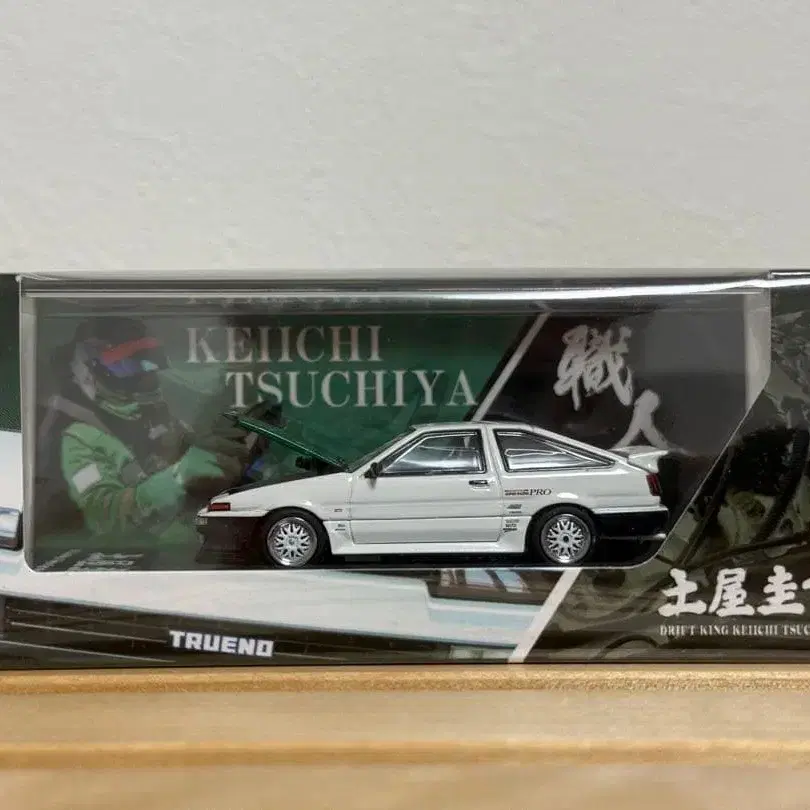 KEIICHI
TSUCHIYA
職
人
PRO
土屋圭
DRIFT KING KEIICHI TSUC
TRUENO